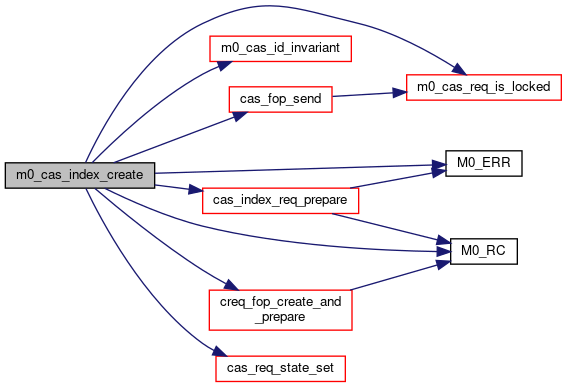 m0_cas_id_invariant
m0_cas_req_is_locked
cas_fop_send
M0_ERR
m0_cas_index_create
cas_index_req_prepare
M0_RC
creq_fop_create_and
_prepare
cas_req_state_set